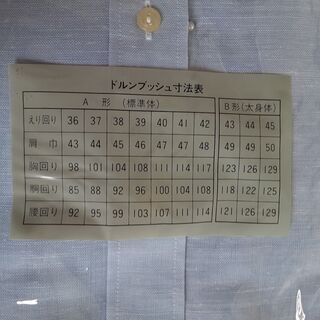 ドルンブッシュ寸法表
A 形 (標準体) B形(太身体)
えり回り 36 37 38 39 40 41 42 43 44 45
肩巾 43 44 45 46 47 47 48 49 49 50
胸回り 98 101 104 108 111 114 117 123 126 129
胴回り 85 88 92 96 100 104 108 118 122 125
腰回り 92 95 99 103 107 111 114 121 126 129